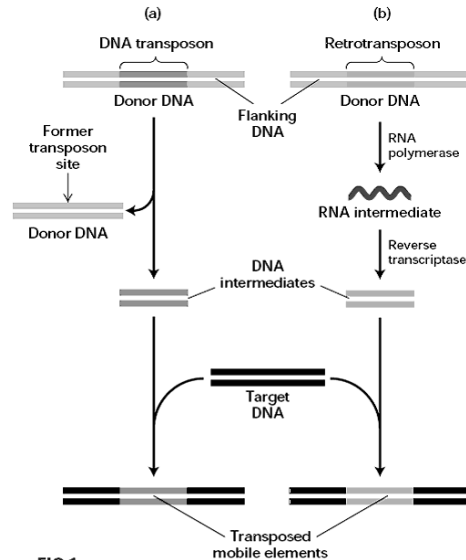 (a)
(b)
DNA transposon
Retrotransposon
Donor DNA
Flanking
DNA
Donor DNA
Former
transposon
site
RNA
polymerase
Donor DNA
RNA intermediate
Reverse
transcriptase
DNA
intermediates
Target
DNA
Transposed
mobile elements